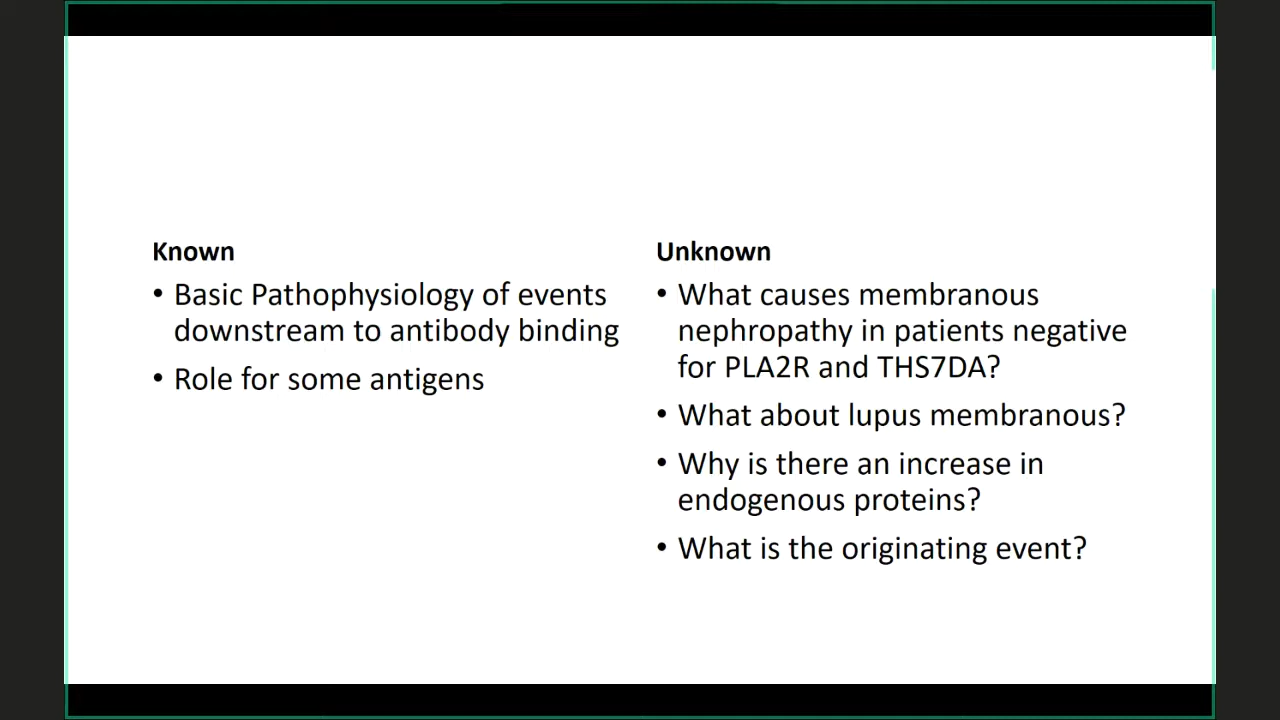 Known
• Basic Pathophysiology of events
downstream to antibody binding
• Role for some antigens
Unknown
• What causes membranous
nephropathy in patients negative
for PLA2R and THS7DA?
• What about lupus membranous?
• Why is there an increase in
endogenous proteins?
• What is the originating event?